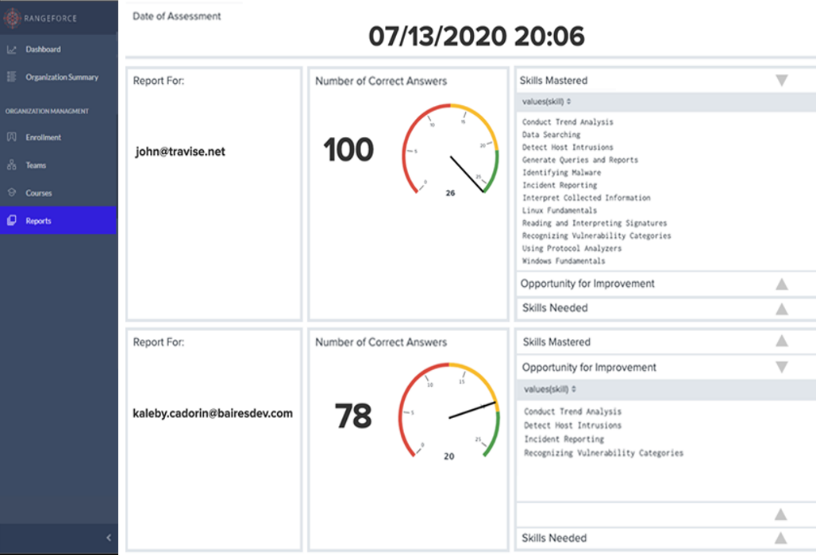 RANGEFORCE
Dashboard
Organization Summary
ORGANIZATION MANAGMENT
Enrollment
Teams
Courses
Reports
Date of Assessment
07/13/2020 20:06
Report For:
john@travise.net
Number of Correct Answers
100
0
5
10
15
20
25
26
Skills Mastered
values(skill)
Conduct Trend Analysis
Data Searching
Detect Host Intrusions
Generate Queries and Reports
Identifying Malware
Incident Reporting
Interpret Collected Information
Linux Fundamentals
Reading and Interpreting Signatures
Recognizing Vulnerability Categories
Using Protocol Analyzers
Windows Fundamentals
Opportunity for Improvement
Skills Needed
Report For:
kaleby.cadorin@bairesdev.com
Number of Correct Answers
78
0
5
10
15
25
20
Skills Mastered
Opportunity for Improvement
values(skill)
Conduct Trend Analysis
Detect Host Intrusions
Incident Reporting
Recognizing Vulnerability Categories
Skills Needed